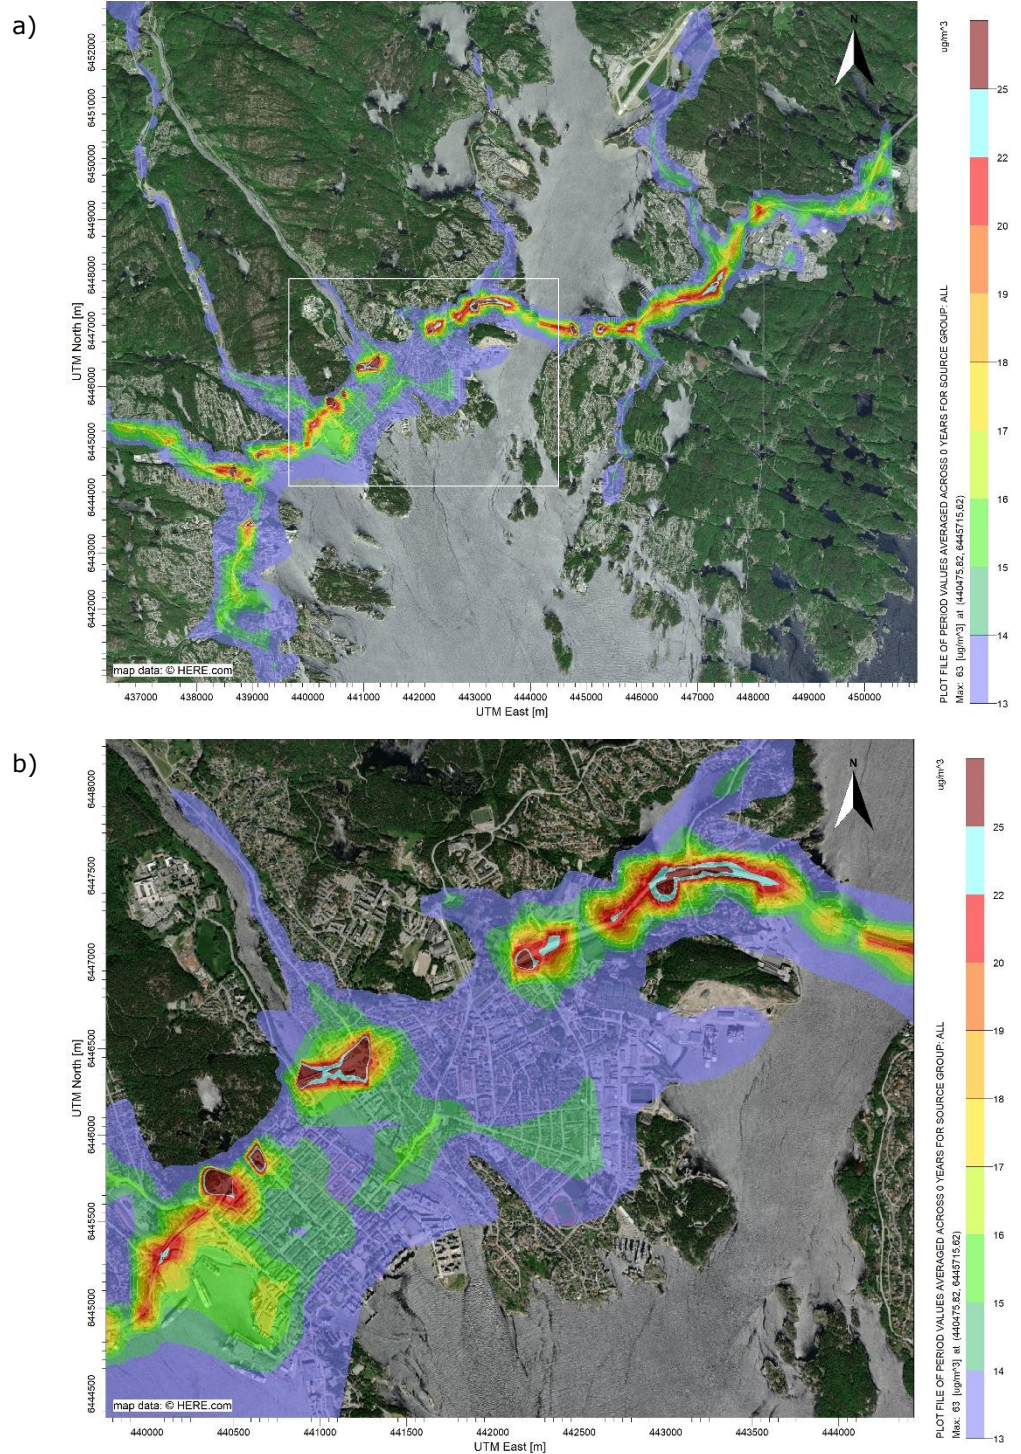 a)
N
ug/m^3
25
22
20
19
18
17
16
15
14
13
PLOT FILE OF PERIOD VALUES AVERAGED ACROSS 0 YEARS FOR SOURCE GROUP: ALL
Max: 63 [ug/m^3] at (440475.62, 6445715.62)
UTM North [m]
6452000
6451000
6450000
6449000
6448000
6447000
6446000
6445000
6444000
6443000
6442000
map data: © HERE.com
437000 438000 439000 440000 441000 442000 443000 444000 445000 446000 447000 448000 449000 450000
UTM East [m]
b)
N
ug/m^3
25
22
20
19
18
17
16
15
14
13
PLOT FILE OF PERIOD VALUES AVERAGED ACROSS 0 YEARS FOR SOURCE GROUP: ALL
Max: 63 [ug/m^3] at (440475.62, 6445715.62)
UTM North [m]
6448000
6447500
6447000
6446500
6446000
6445500
6445000
6444500
map data: © HERE.com
440000 440500 441000 441500 442000 442500 443000 443500 444000
UTM East [m]